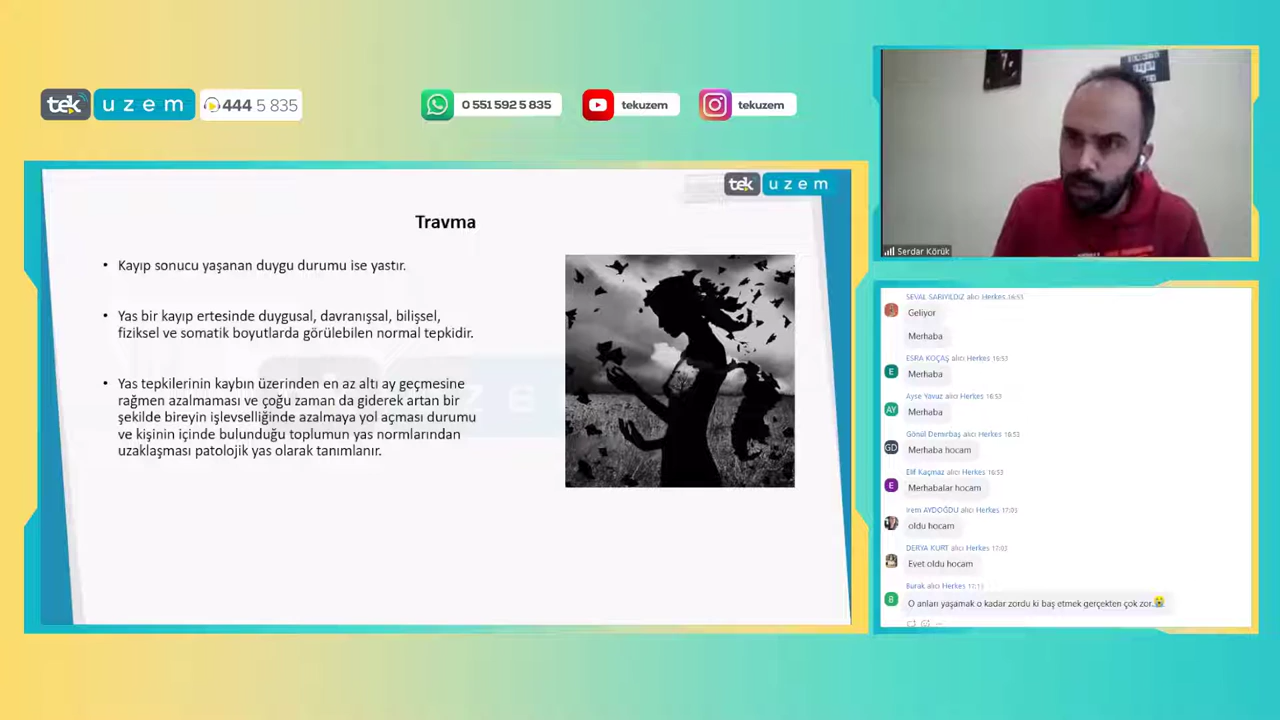 tek uzem 444 5 835
0 551 592 5 835
tekuzem
tekuzem
tek uzem
Travma
• Kayıp sonucu yaşanan duygu durumu ise yastır.
• Yas bir kayıp ertesinde duygusal, davranışsal, bilişsel,
fiziksel ve somatik boyutlarda görülebilen normal tepkidir.
• Yas tepkilerinin kaybın üzerinden en az altı ay geçmesine
rağmen azalmaması ve çoğu zaman da giderek artan bir
şekilde bireyin işlevselliğinde azalmaya yol açması durumu
ve kişinin içinde bulunduğu toplumun yas normlarından
uzaklaşması patolojik yas olarak tanımlanır.
Serdar Körük
SEVAL SARIYILDIZ alıcı Herkes 16:53
Geliyor
Merhaba
ESRA KOÇAŞ alıcı Herkes 16:53
E
Merhaba
Ayse Yavuz alıcı Herkes 16:53
AY
Merhaba
Gönül Demirbaş alıcı Herkes 16:53
GD
Merhaba hocam
Elif Kaçmaz alıcı Herkes 16:53
E
Merhabalar hocam
irem AYDOĞDU alıcı Herkes 17:03
oldu hocam
DERYA KURT alıcı Herkes 17:03
Evet oldu hocam
Burak alıcı Herkes
B
O anları yaşamak o kadar zordu ki baş etmek gerçekten çok zor..